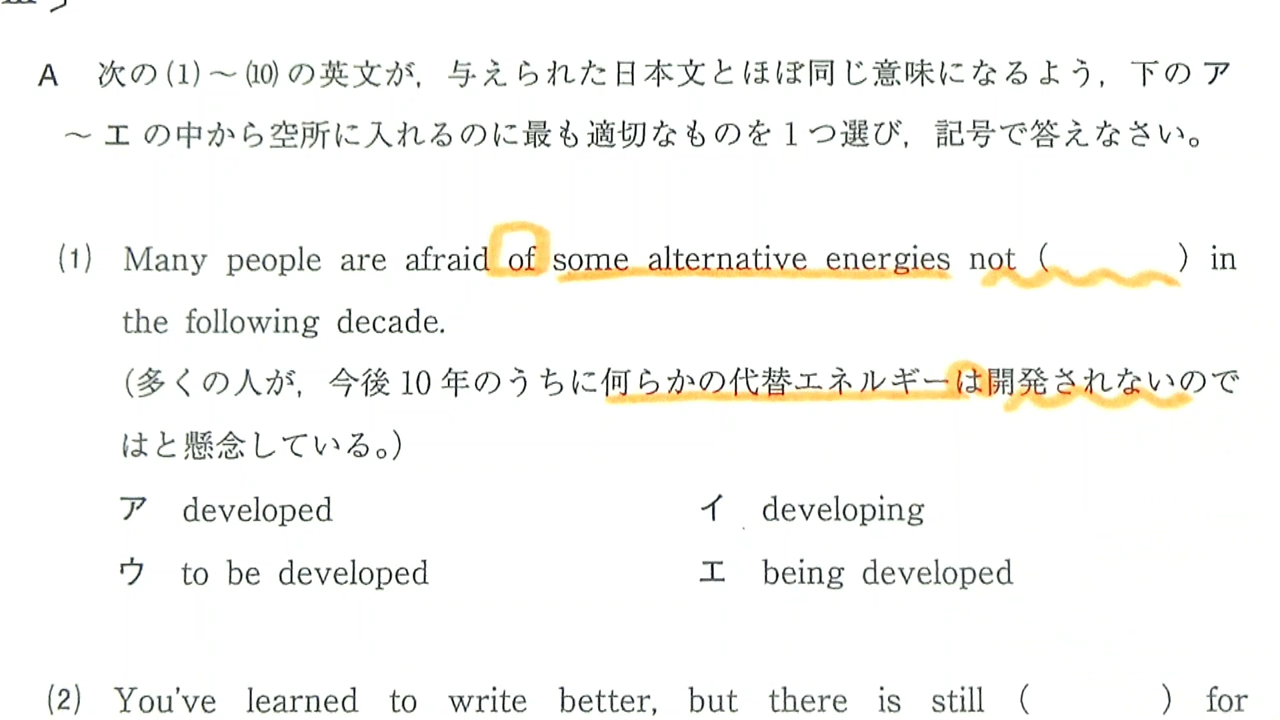 A 次の(1)～(10)の英文が，与えられた日本文とほぼ同じ意味になるよう，下のア
～エの中から空所に入れるのに最も適切なものを1つ選び，記号で答えなさい。
(1) Many people are afraid of some alternative energies not ( ) in
the following decade.
(多くの人が，今後10年のうちに何らかの代替エネルギーは開発されないので
はと懸念している。)
ア developed イ developing
ウ to be developed エ being developed
(2) You've learned to write better, but there is still ( ) for